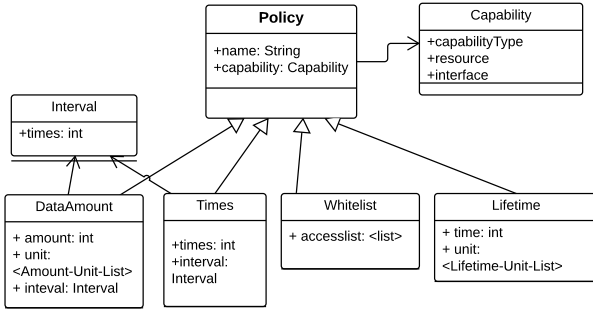 Policy
+name: String
+capability: Capability
Capability
+capabilityType
+resource
+interface
Interval
+times: int
DataAmount
+ amount: int
+ unit:
<Amount-Unit-List>
+ inteval: Interval
Times
+times: int
+interval:
Interval
Whitelist
+ accesslist: <list>
Lifetime
+ time: int
+ unit:
<Lifetime-Unit-List>